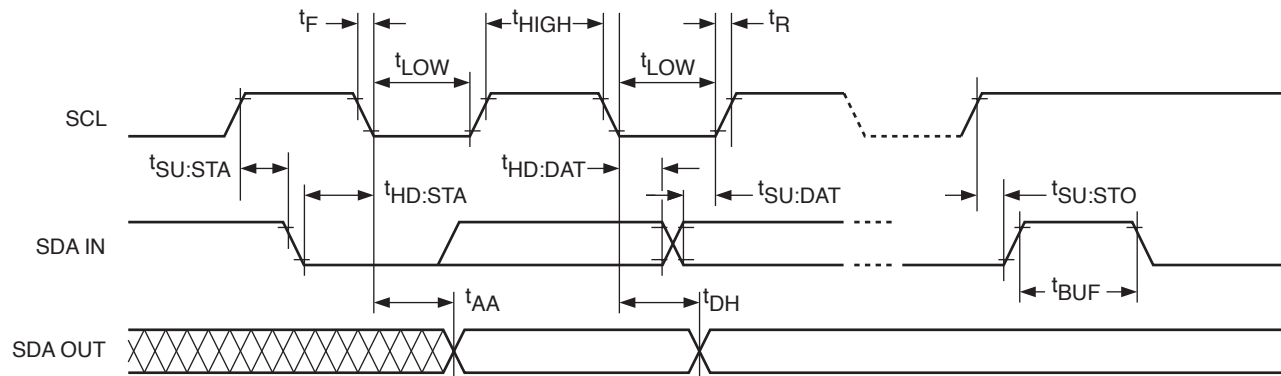 tF
tHIGH
tR
tLOW
tLOW
SCL
tSU:STA
tHD:STA
tHD:DAT
tSU:DAT
tSU:STO
SDA IN
tBUF
tAA
tDH
SDA OUT